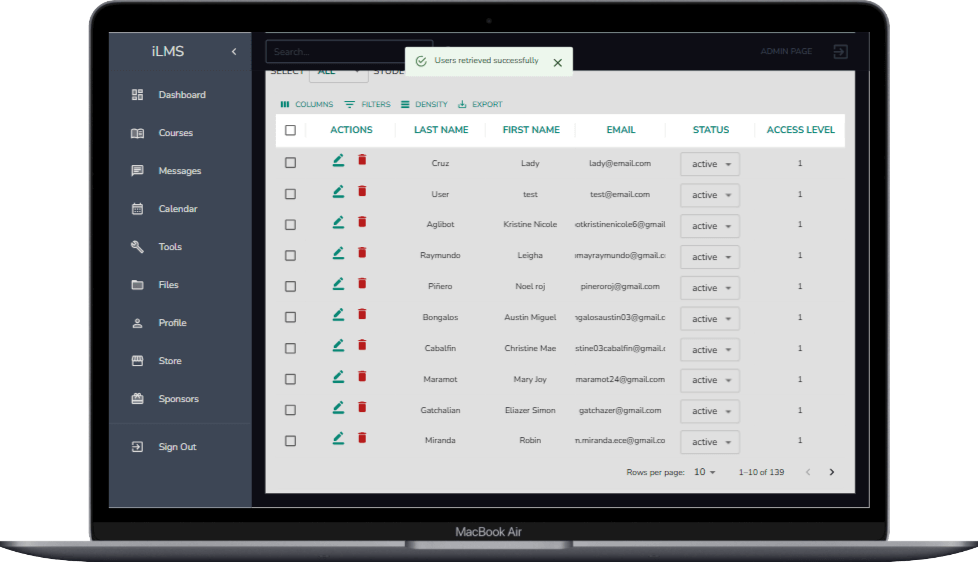 iLMS
Search...
ADMIN PAGE
Users retrieved successfully
SELECT ALL
Dashboard
Courses
Messages
Calendar
Tools
Files
Profile
Store
Sponsors
Sign Out
COLUMNS FILTERS DENSITY EXPORT
ACTIONS LAST NAME FIRST NAME EMAIL STATUS ACCESS LEVEL
Cruz Lady lady@email.com active 1
User test test@email.com active 1
Aglibot Kristine Nicole otkristinenicole6@gmail active 1
Raymundo Leigha mayraymundo@gmail.c active 1
Piñero Noel roj pineroroj@gmail.com active 1
Bongalos Austin Miguel galosaustin03@gmail.c active 1
Cabalfin Christine Mae stine03cabalfin@gmail.c active 1
Maramot Mary Joy maramot24@gmail.com active 1
Gatchalian Eliazer Simon gatchazer@gmail.com active 1
Miranda Robin n.miranda.ece@gmail.co active 1
Rows per page: 10 1–10 of 139
MacBook Air